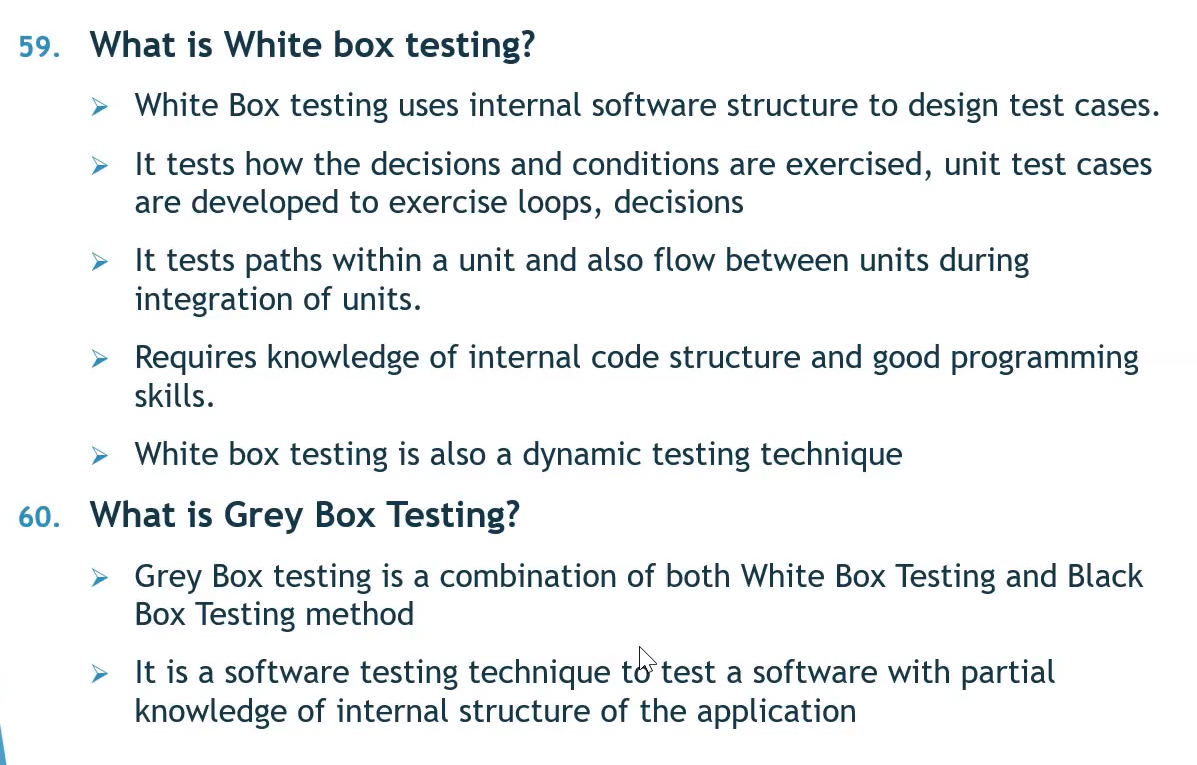 59. What is White box testing?
➢ White Box testing uses internal software structure to design test cases.
➢ It tests how the decisions and conditions are exercised, unit test cases
are developed to exercise loops, decisions
➢ It tests paths within a unit and also flow between units during
integration of units.
➢ Requires knowledge of internal code structure and good programming
skills.
➢ White box testing is also a dynamic testing technique
60. What is Grey Box Testing?
➢ Grey Box testing is a combination of both White Box Testing and Black
Box Testing method
➢ It is a software testing technique to test a software with partial
knowledge of internal structure of the application